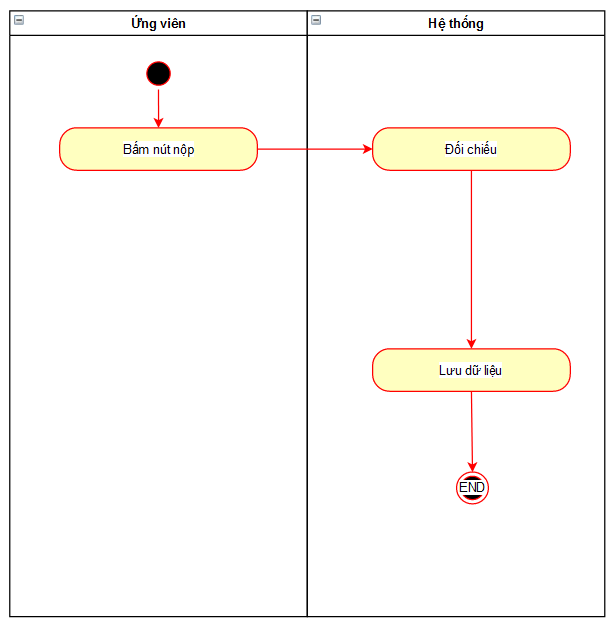 Ứng viên
Hệ thống
Bấm nút nộp
Đối chiếu
Lưu dữ liệu
END